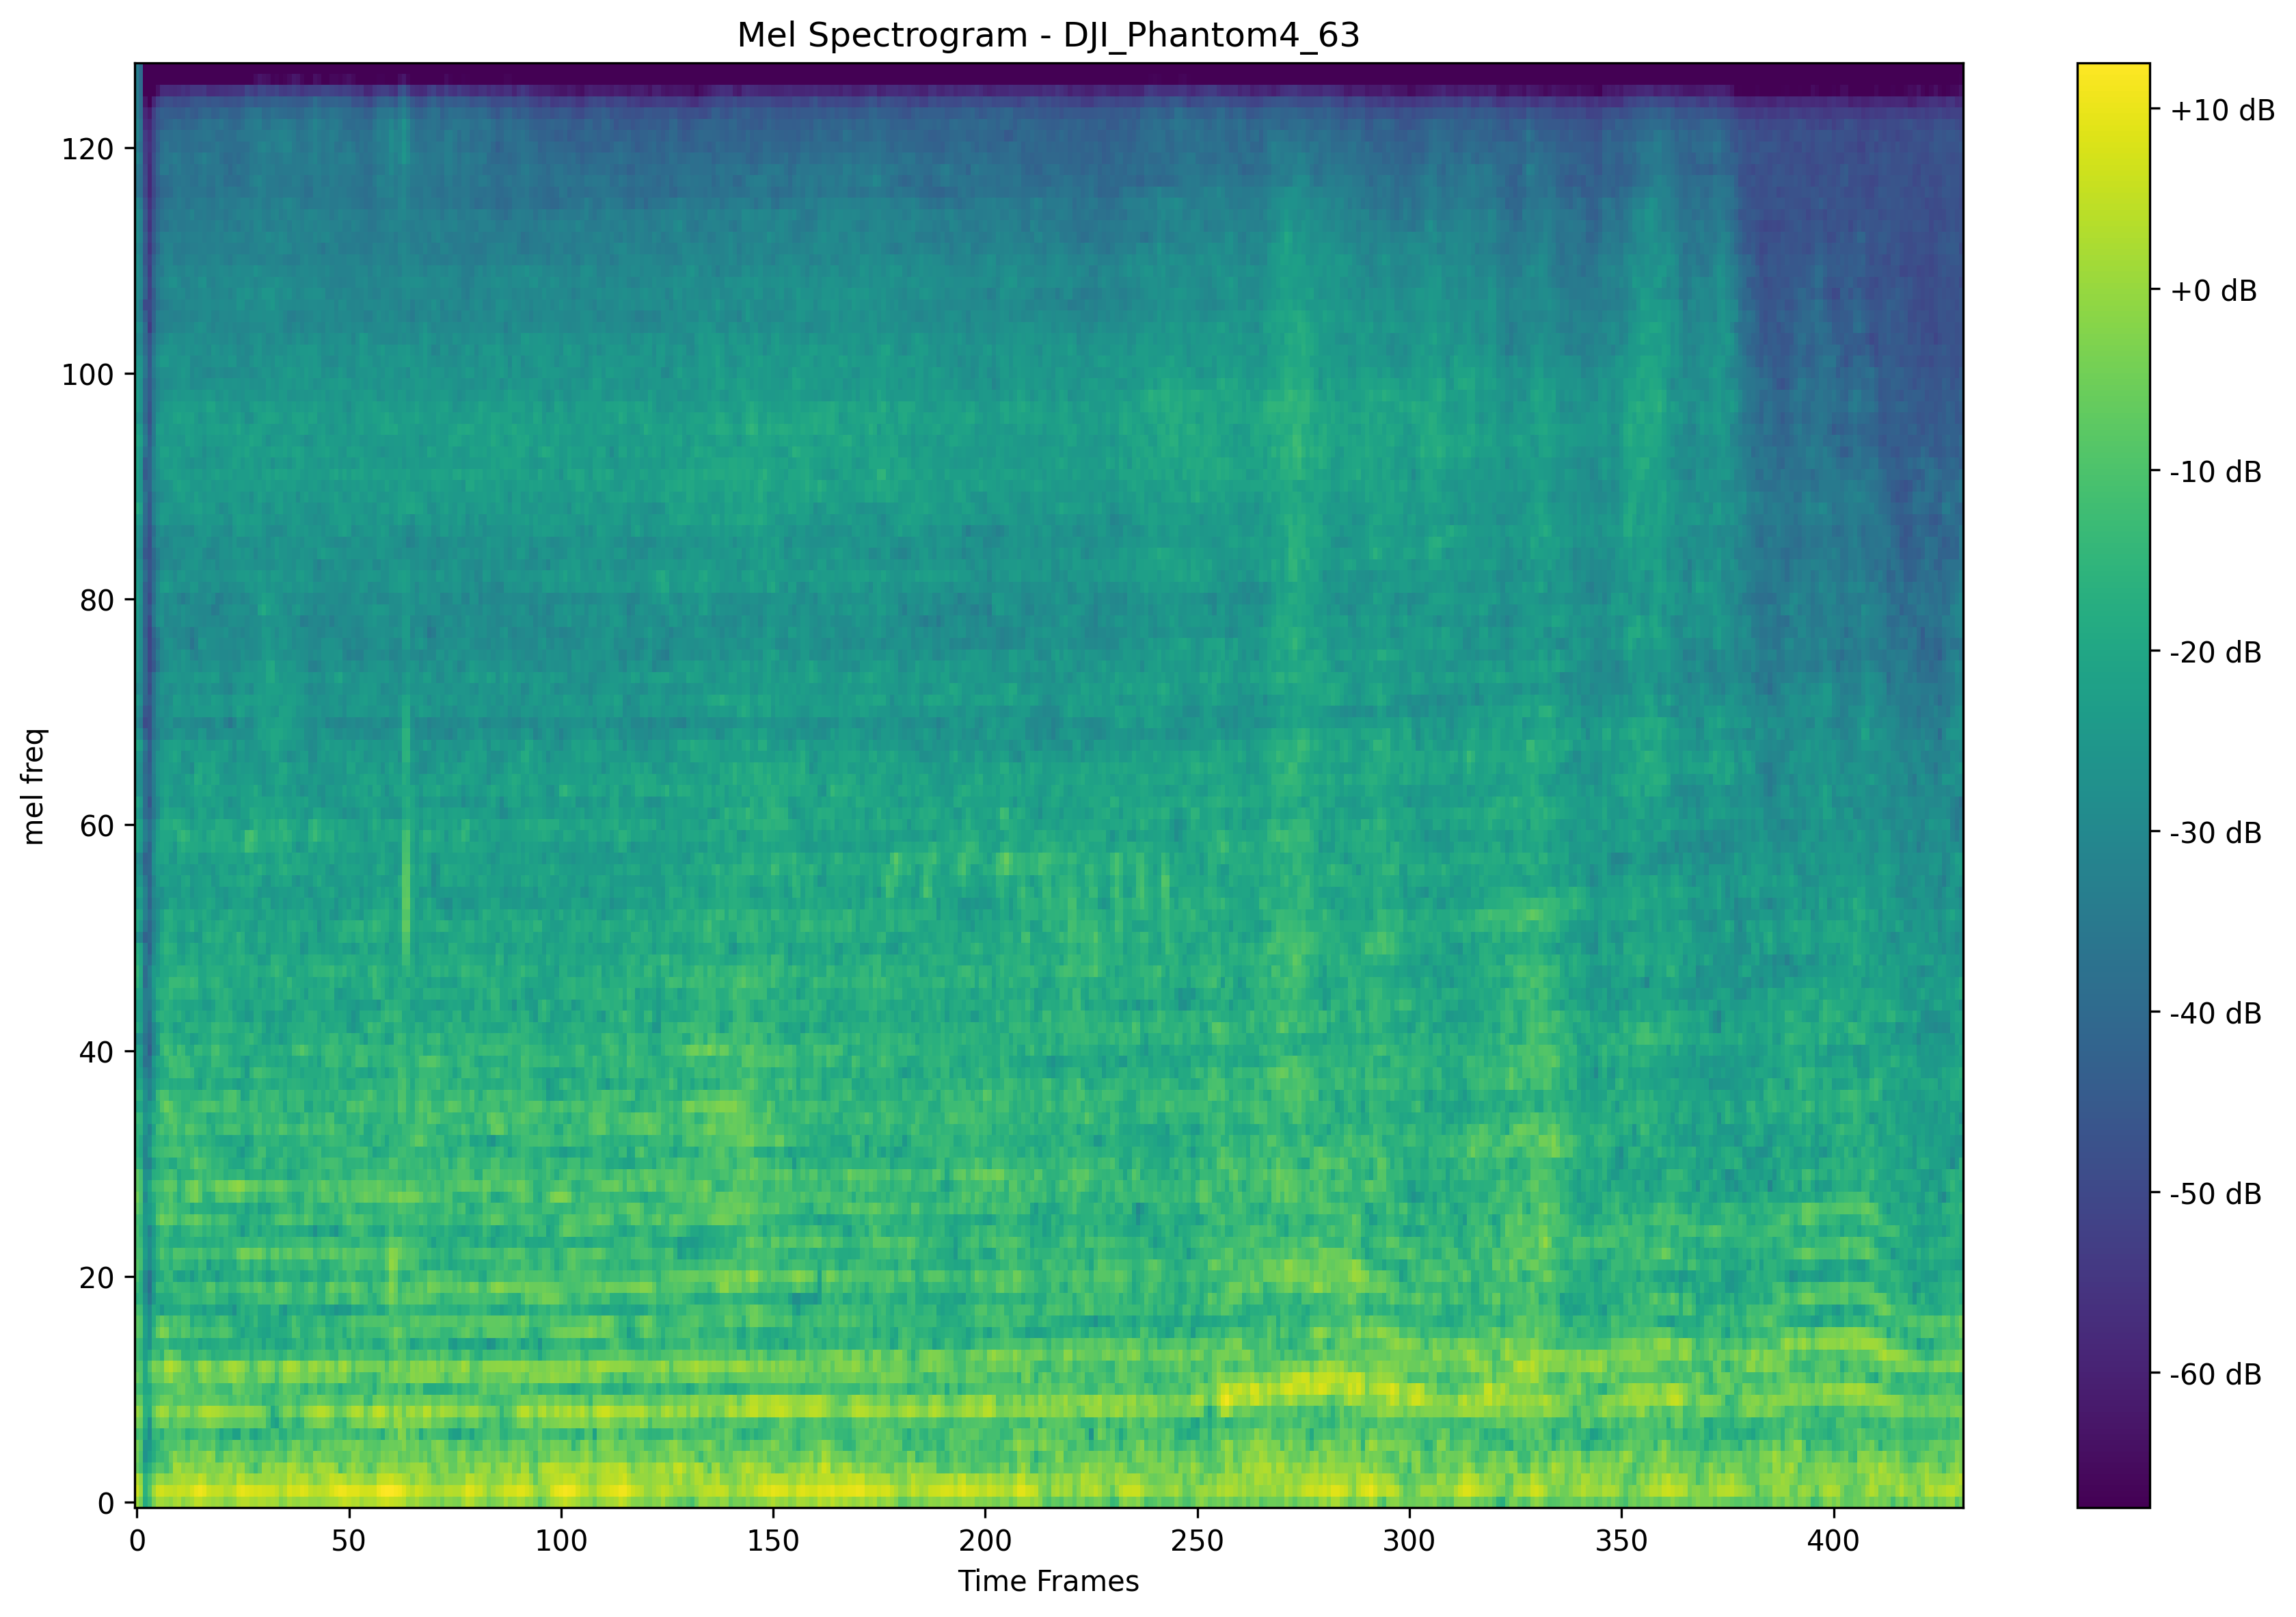 Mel Spectrogram - DJI_Phantom4_63
mel freq
120
100
80
60
40
20
0
0 50 100 150 200 250 300 350 400
Time Frames
+10 dB
+0 dB
-10 dB
-20 dB
-30 dB
-40 dB
-50 dB
-60 dB